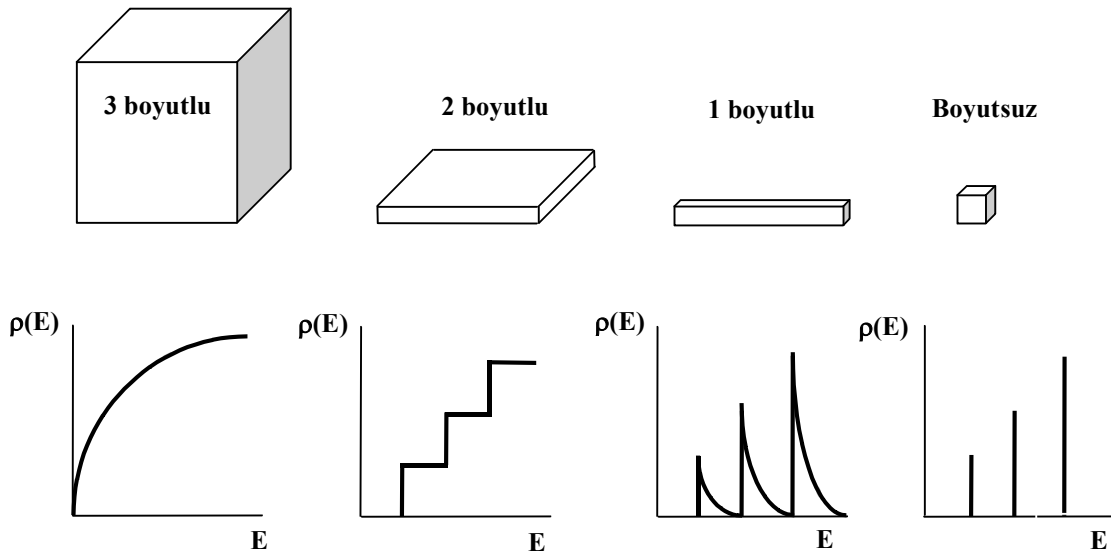 3 boyutlu
2 boyutlu
1 boyutlu
Boyutsuz
ρ(E)
ρ(E)
ρ(E)
ρ(E)
E
E
E
E